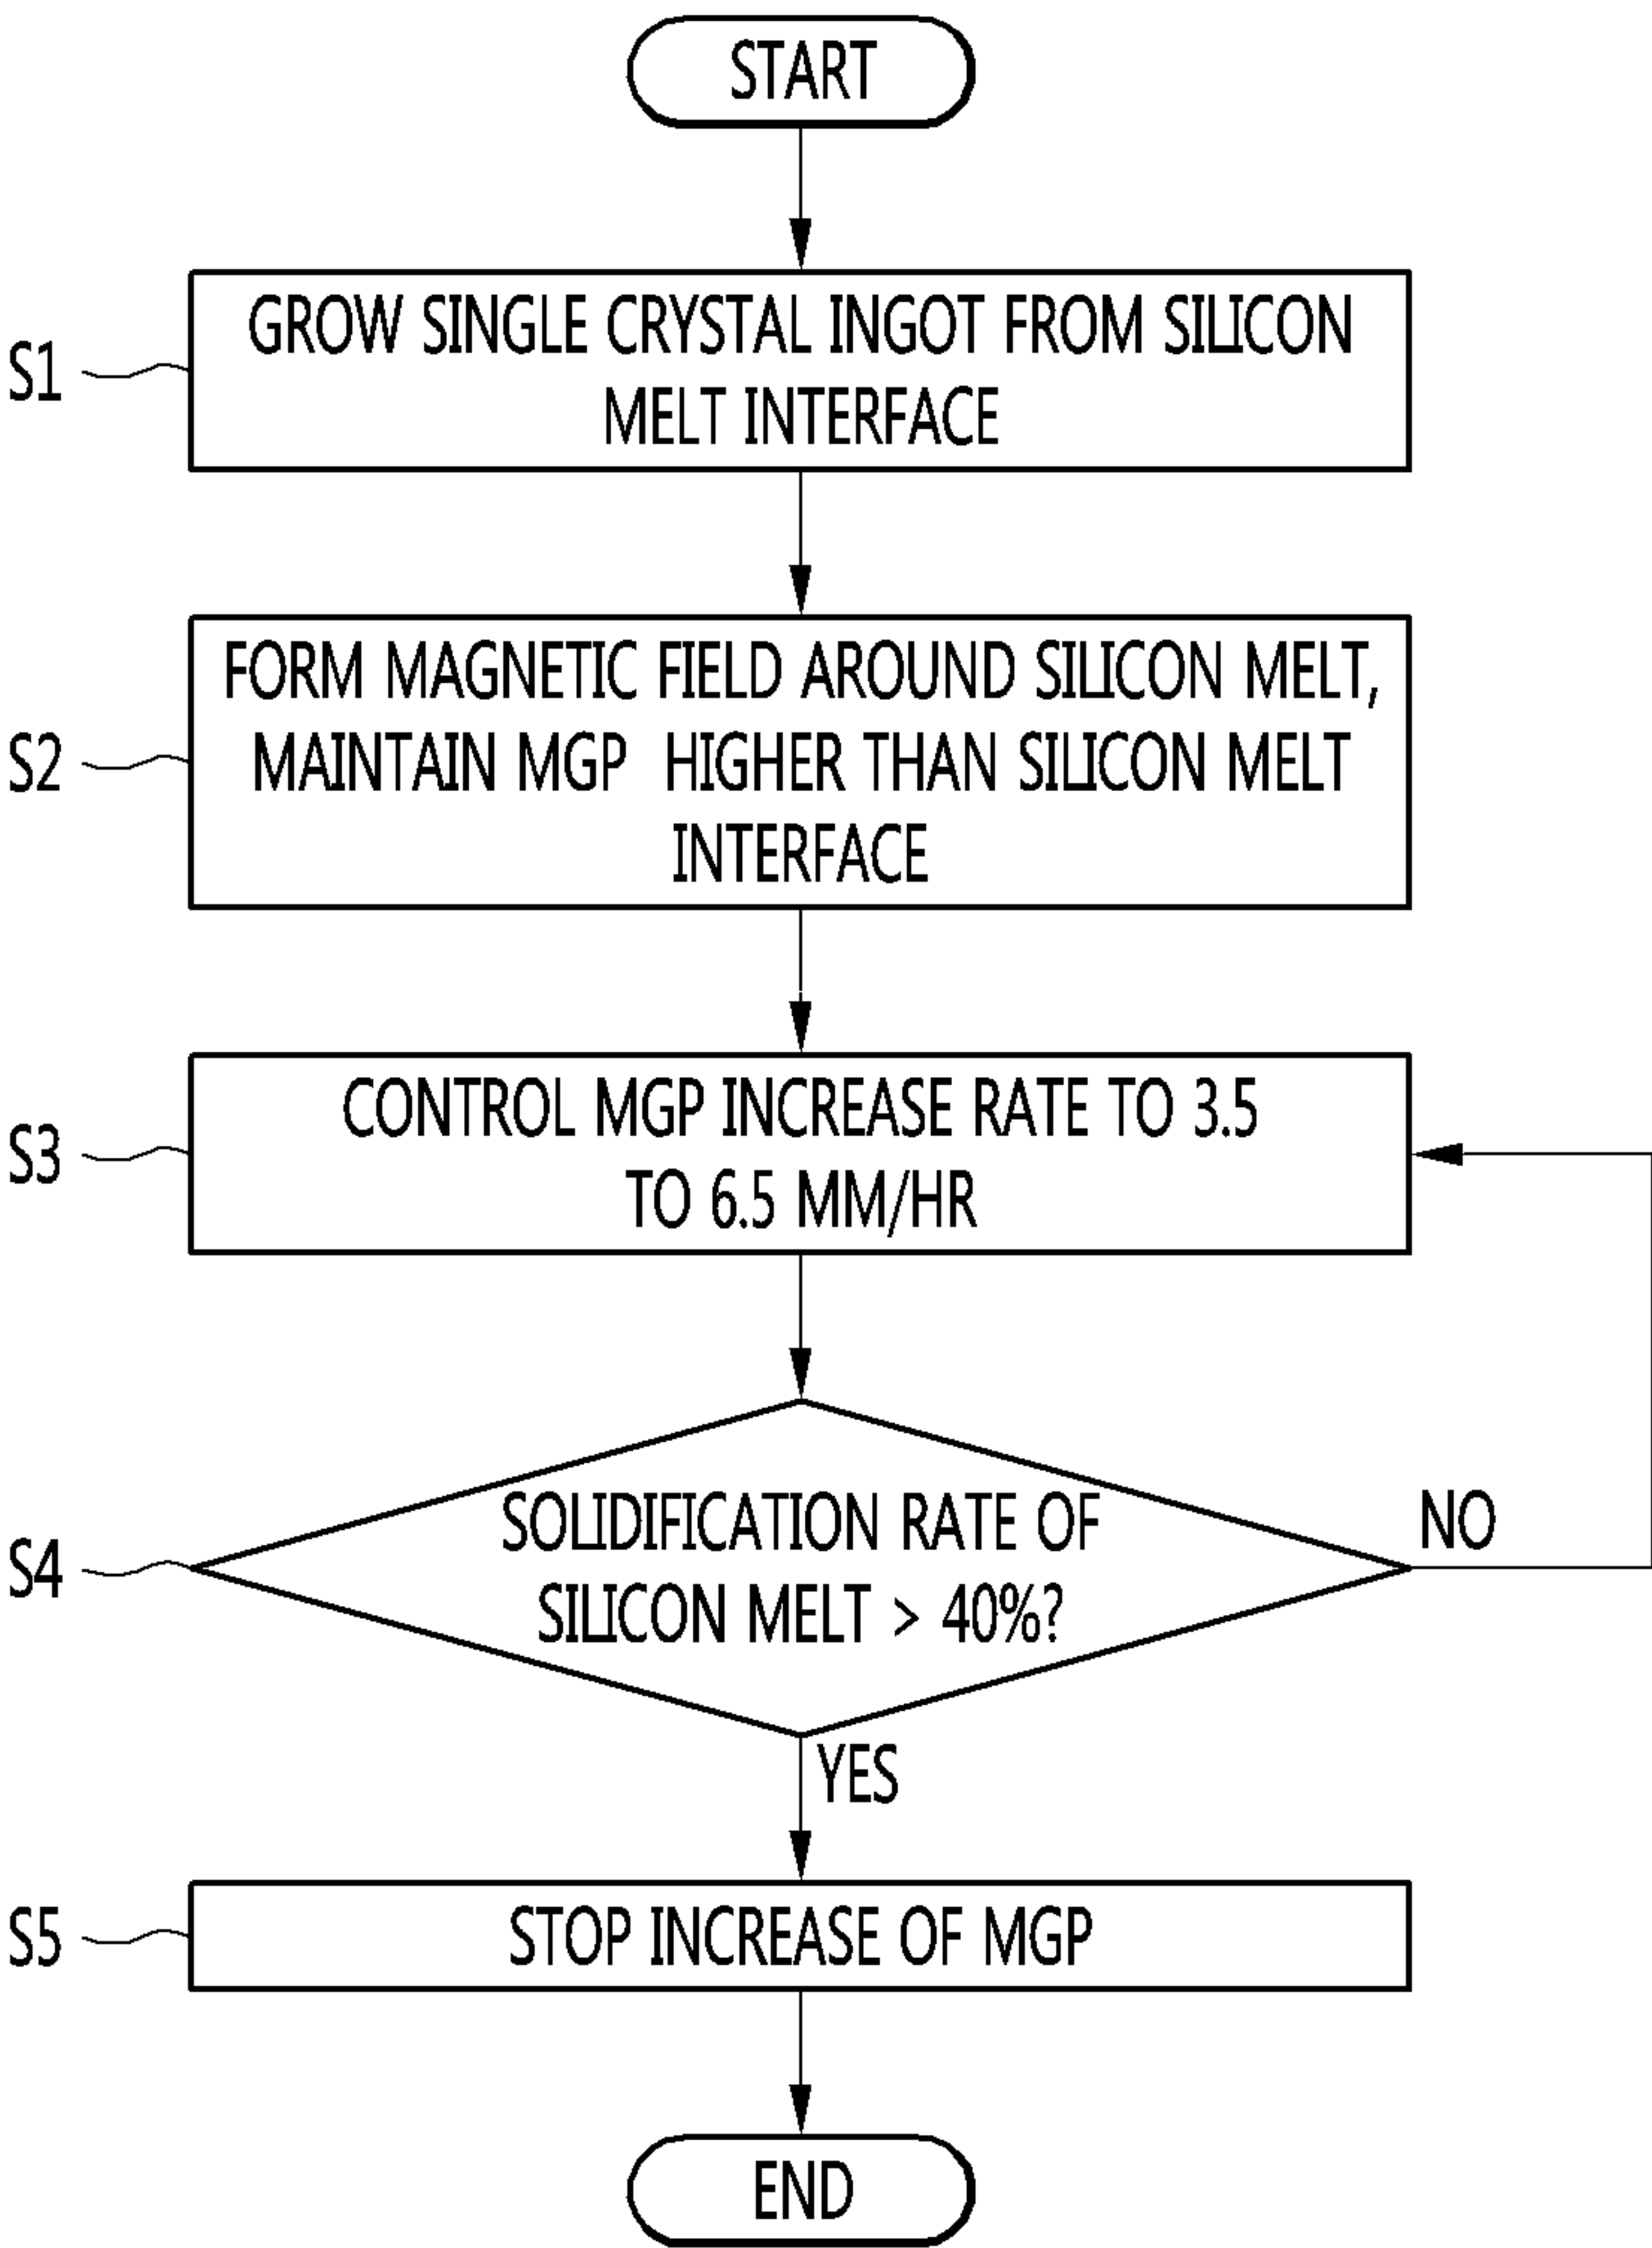 START
S1
GROW SINGLE CRYSTAL INGOT FROM SILICON
MELT INTERFACE
S2
FORM MAGNETIC FIELD AROUND SILICON MELT,
MAINTAIN MGP HIGHER THAN SILICON MELT
INTERFACE
S3
CONTROL MGP INCREASE RATE TO 3.5
TO 6.5 MM/HR
S4
SOLIDIFICATION RATE OF
SILICON MELT > 40%?
NO
YES
S5
STOP INCREASE OF MGP
END